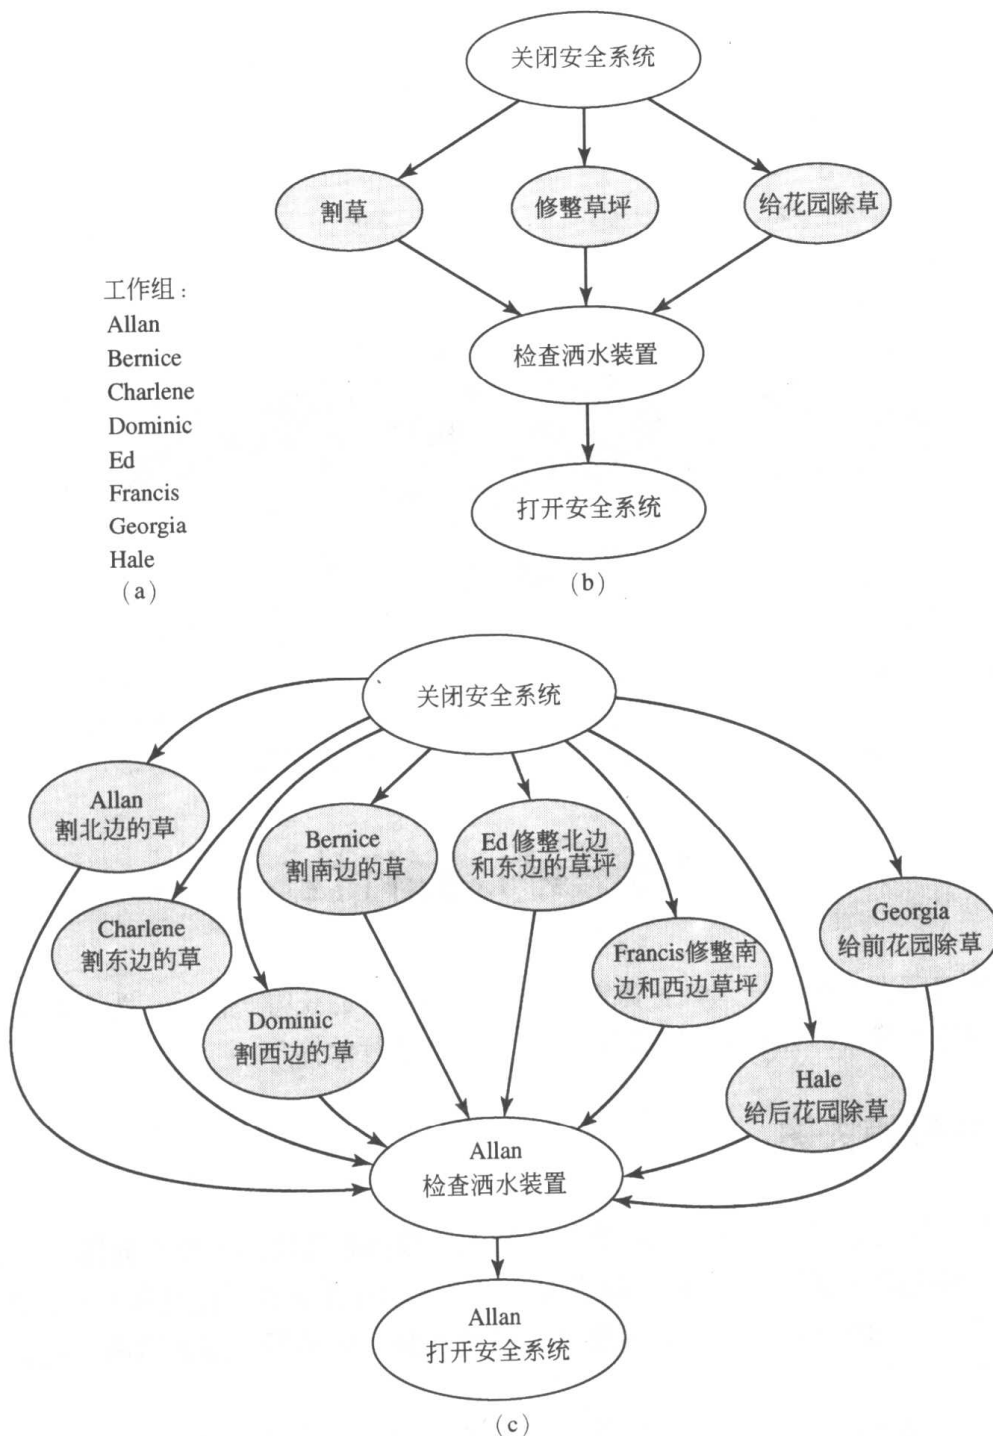 关闭安全系统
割草
修整草坪
给花园除草
检查洒水装置
打开安全系统
(b)
工作组:
Allan
Bernice
Charlene
Dominic
Ed
Francis
Georgia
Hale
(a)
关闭安全系统
Allan
割北边的草
Charlene
割东边的草
Dominic
割西边的草
Bernice
割南边的草
Ed 修整北边
和东边的草坪
Francis修整南
边和西边草坪
Hale
给后花园除草
Georgia
给前花园除草
Allan
检查洒水装置
Allan
打开安全系统
(c)